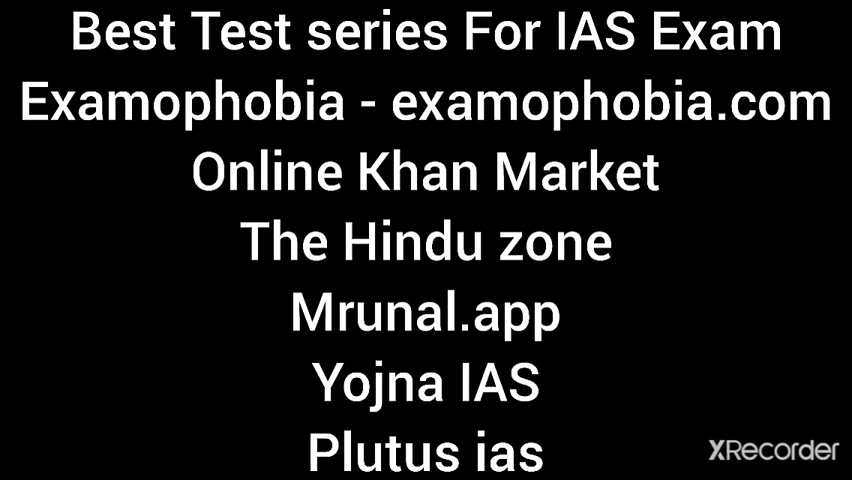 Best Test series For IAS Exam
Examophobia - examophobia.com
Online Khan Market
The Hindu zone
Mrunal.app
Yojna IAS
Plutus ias
XRecorder